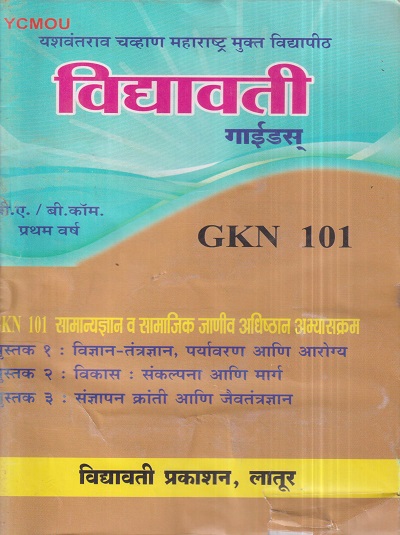 YCMOU
यशवंतराव चव्हाण महाराष्ट्र मुक्त विद्यापीठ
विद्यावती
गाईडस्
बी.ए. / बी.कॉम.
प्रथम वर्ष
GKN 101
GKN 101 सामान्यज्ञान व सामाजिक जाणीव अधिष्ठान अभ्यासक्रम
पुस्तक १ : विज्ञान-तंत्रज्ञान, पर्यावरण आणि आरोग्य
पुस्तक २ : विकास : संकल्पना आणि मार्ग
पुस्तक ३ : संज्ञापन क्रांती आणि जैवतंत्रज्ञान
विद्यावती प्रकाशन, लातूर